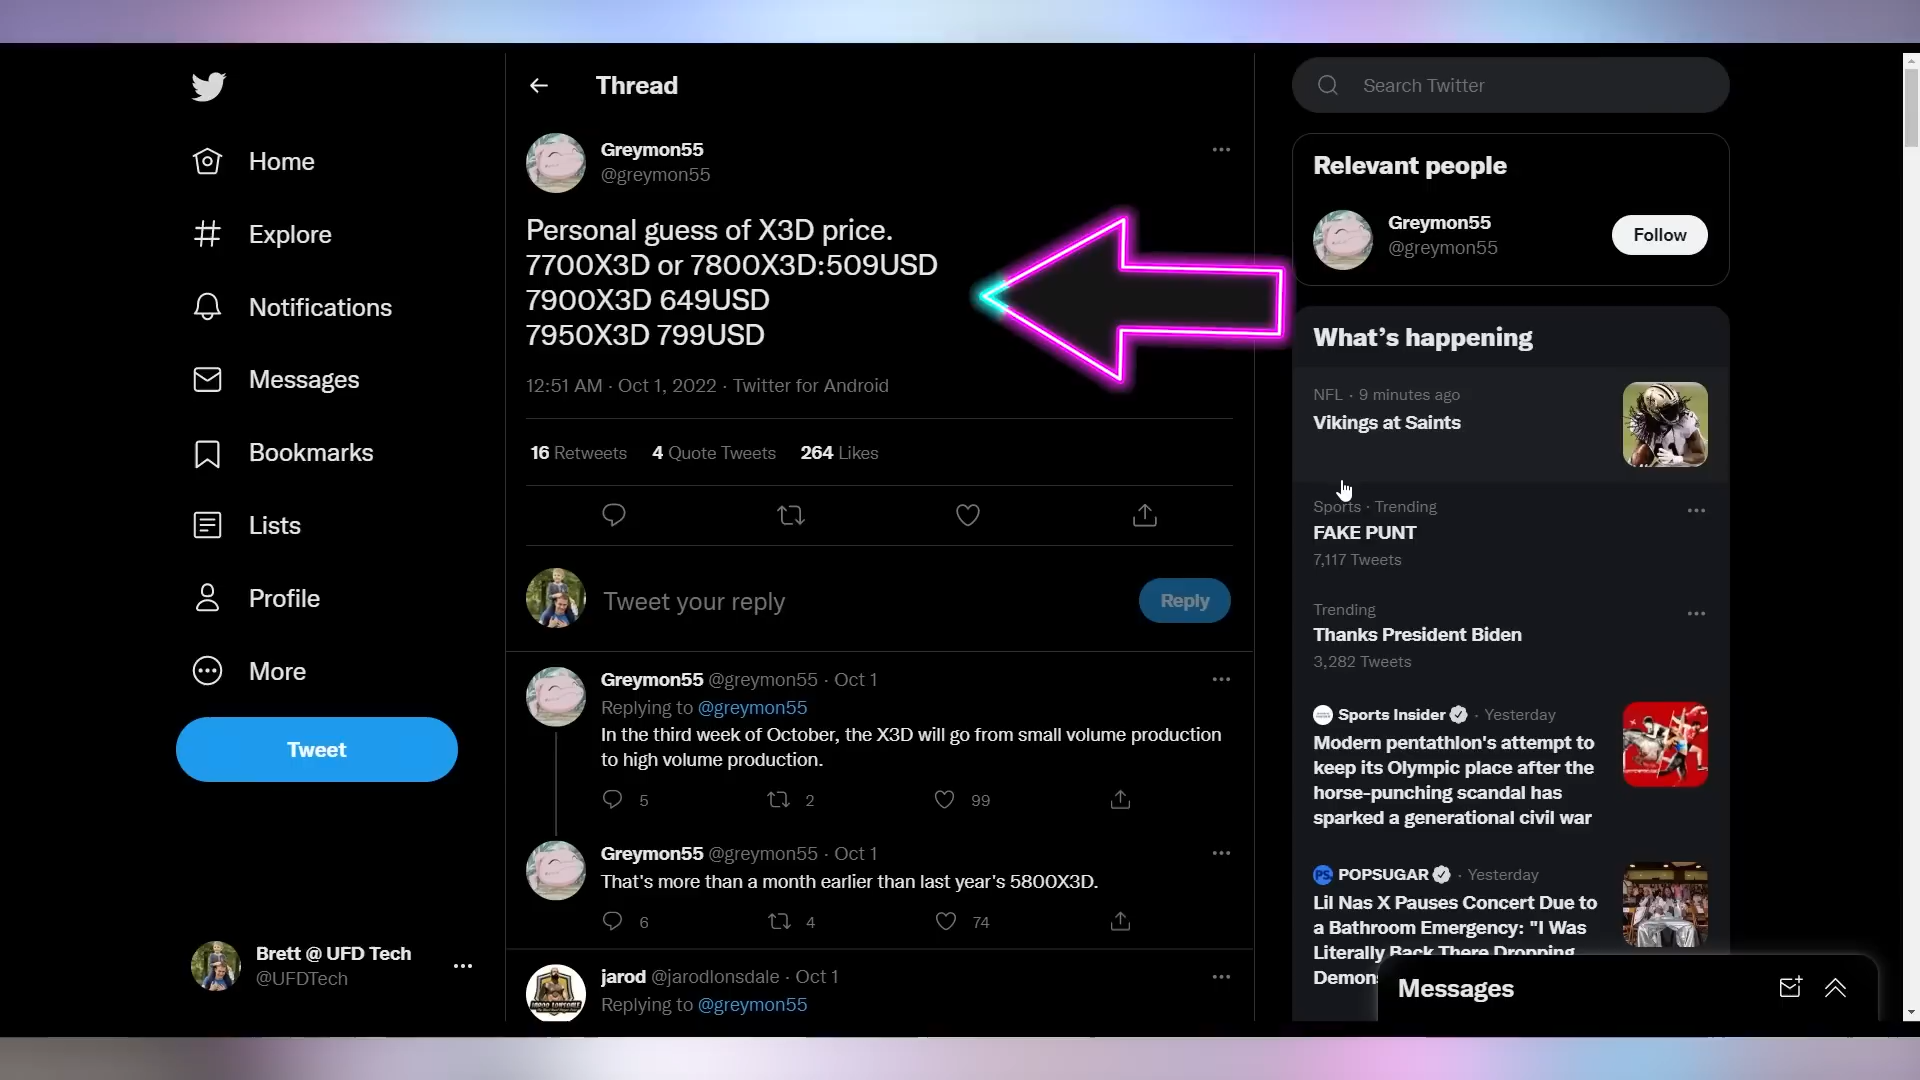 Home
Explore
Notifications
Messages
Bookmarks
Lists
Profile
More
Tweet
Brett @ UFD Tech
@UFDTech
Thread
Greymon55
@greymon55
Personal guess of X3D price.
7700X3D or 7800X3D:509USD
7900X3D 649USD
7950X3D 799USD
12:51 AM · Oct 1, 2022 · Twitter for Android
16 Retweets 4 Quote Tweets 264 Likes
Tweet your reply
Reply
Greymon55 @greymon55 · Oct 1
Replying to @greymon55
In the third week of October, the X3D will go from small volume production
to high volume production.
5 2 99
Greymon55 @greymon55 · Oct 1
That's more than a month earlier than last year's 5800X3D.
6 4 74
jarod @jarodlonsdale · Oct 1
Replying to @greymon55
Search Twitter
Relevant people
Greymon55
@greymon55
Follow
What's happening
NFL · 9 minutes ago
Vikings at Saints
Sports · Trending
FAKE PUNT
7,117 Tweets
Trending
Thanks President Biden
3,282 Tweets
Sports Insider · Yesterday
Modern pentathlon's attempt to
keep its Olympic place after the
horse-punching scandal has
sparked a generational civil war
PS POPSUGAR · Yesterday
Lil Nas X Pauses Concert Due to
a Bathroom Emergency: "I Was
Literally Back There Dropping
Demons
Messages